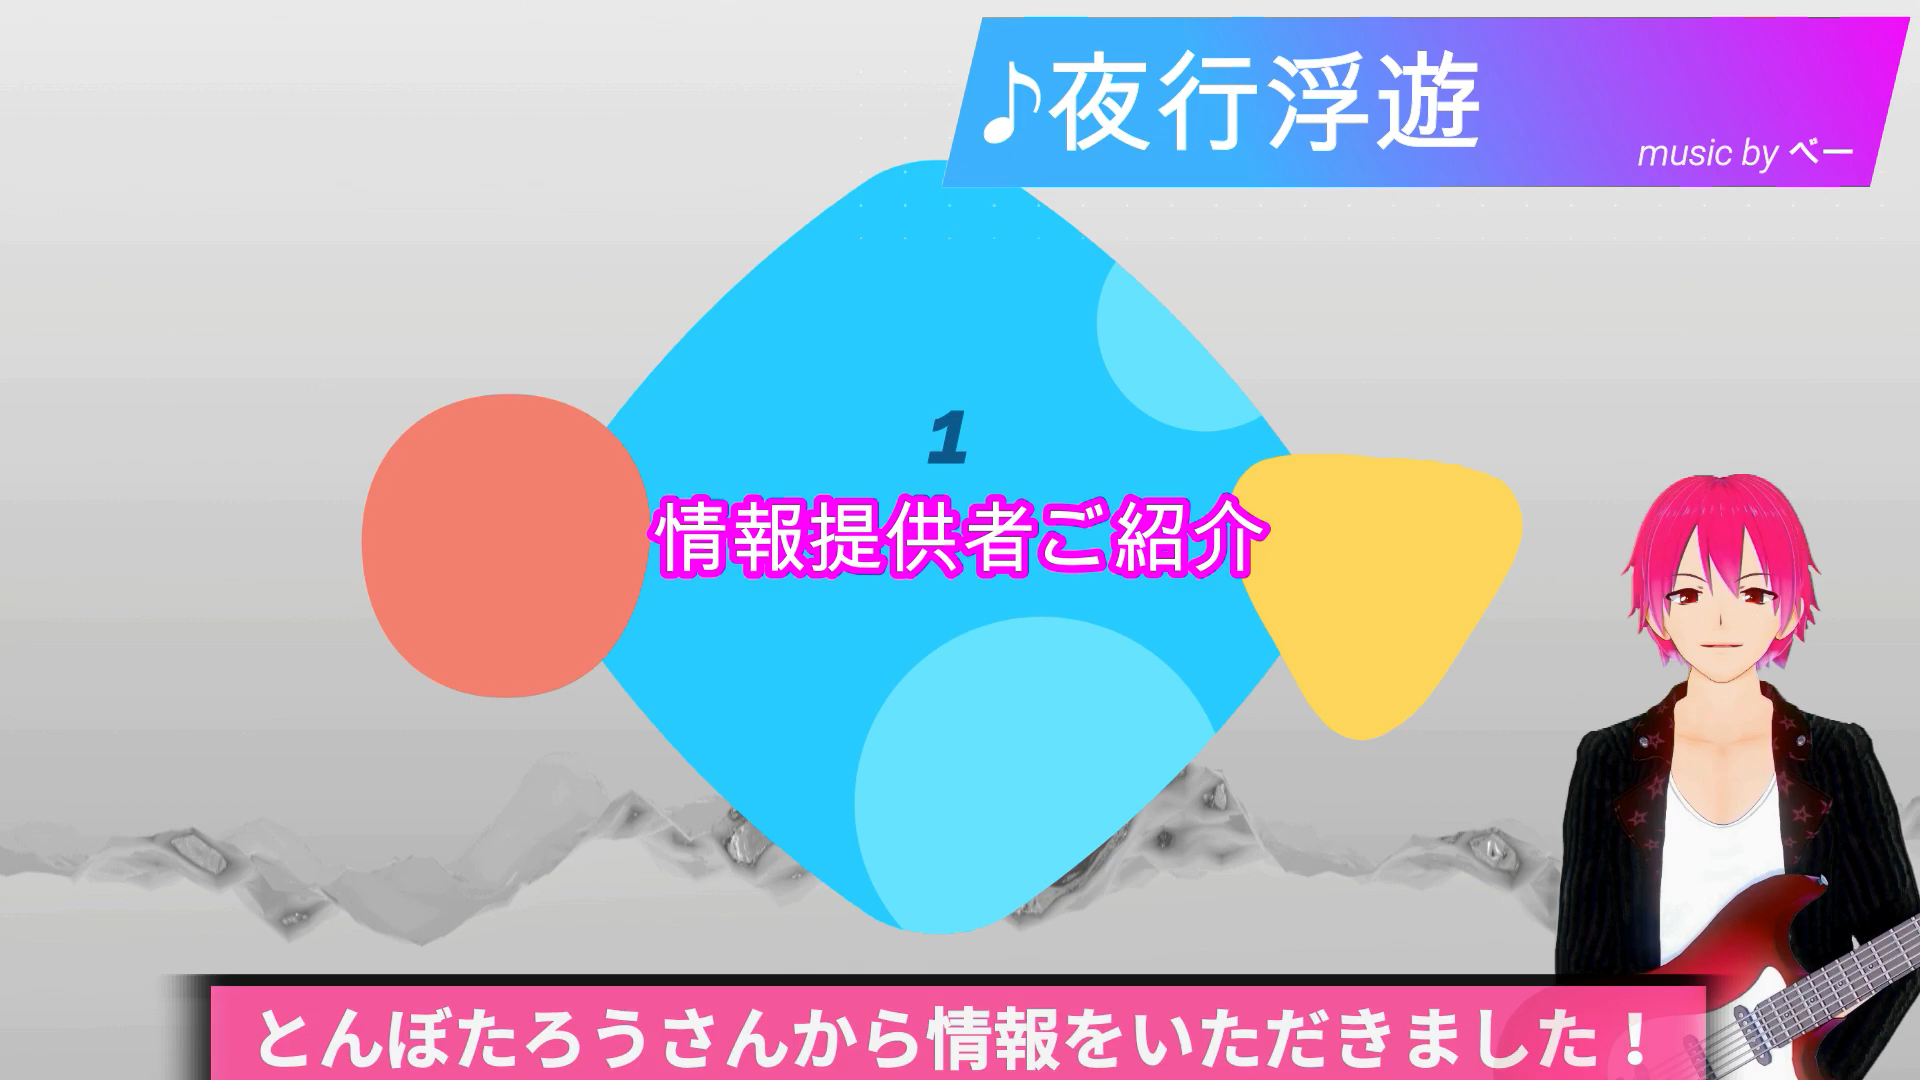 ♪夜行浮遊
music by べー
1
情報提供者ご紹介
とんぼたろうさんから情報をいただきました！